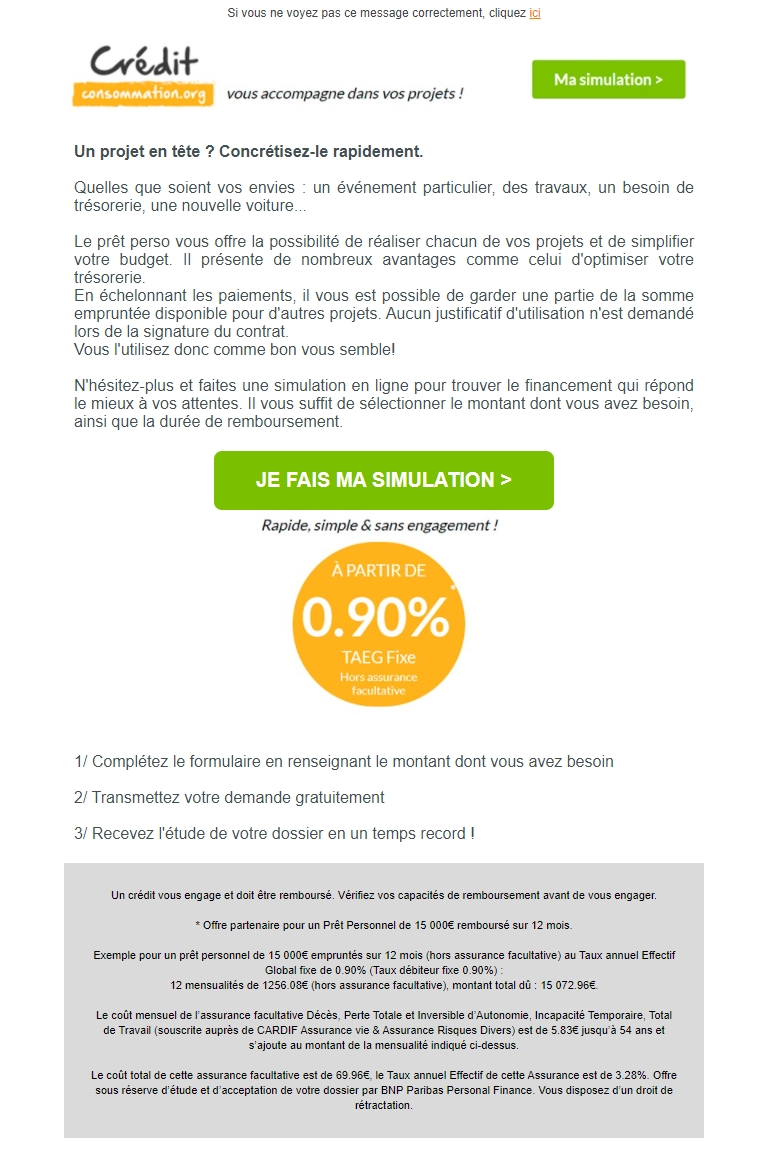 Si vous ne voyez pas ce message correctement, cliquez ici
Crédit
consommation.org
vous accompagne dans vos projets !
Ma simulation >
Un projet en tête ? Concrétisez-le rapidement.
Quelles que soient vos envies : un événement particulier, des travaux, un besoin de
trésorerie, une nouvelle voiture...
Le prêt perso vous offre la possibilité de réaliser chacun de vos projets et de simplifier
votre budget. Il présente de nombreux avantages comme celui d'optimiser votre
trésorerie.
En échelonnant les paiements, il vous est possible de garder une partie de la somme
empruntée disponible pour d'autres projets. Aucun justificatif d'utilisation n'est demandé
lors de la signature du contrat.
Vous l'utilisez donc comme bon vous semble!
N'hésitez-plus et faites une simulation en ligne pour trouver le financement qui répond
le mieux à vos attentes. Il vous suffit de sélectionner le montant dont vous avez besoin,
ainsi que la durée de remboursement.
JE FAIS MA SIMULATION >
Rapide, simple & sans engagement !
À PARTIR DE
0.90%*
TAEG Fixe
Hors assurance
facultative
1/ Complétez le formulaire en renseignant le montant dont vous avez besoin
2/ Transmettez votre demande gratuitement
3/ Recevez l'étude de votre dossier en un temps record !
Un crédit vous engage et doit être remboursé. Vérifiez vos capacités de remboursement avant de vous engager.
* Offre partenaire pour un Prêt Personnel de 15 000€ remboursé sur 12 mois.
Exemple pour un prêt personnel de 15 000€ empruntés sur 12 mois (hors assurance facultative) au Taux annuel Effectif
Global fixe de 0.90% (Taux débiteur fixe 0.90%) :
12 mensualités de 1256.08€ (hors assurance facultative), montant total dû : 15 072.96€.
Le coût mensuel de l'assurance facultative Décès, Perte Totale et Inversible d'Autonomie, Incapacité Temporaire, Total
de Travail (souscrite auprès de CARDIF Assurance vie & Assurance Risques Divers) est de 5.83€ jusqu'à 54 ans et
s'ajoute au montant de la mensualité indiqué ci-dessus.
Le coût total de cette assurance facultative est de 69.96€, le Taux annuel Effectif de cette Assurance est de 3.28%. Offre
sous réserve d'étude et d'acceptation de votre dossier par BNP Paribas Personal Finance. Vous disposez d'un droit de
rétractation.